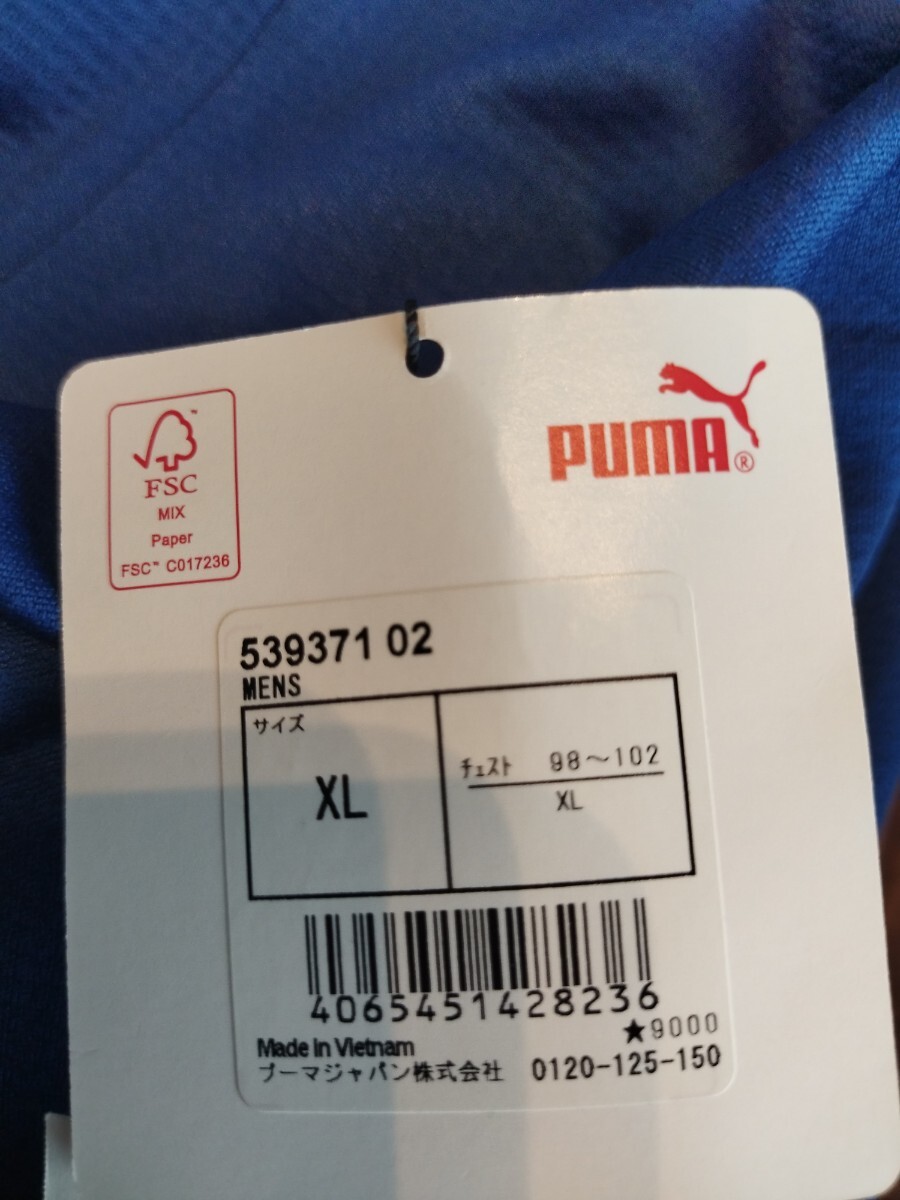 PUMA®
FSC™
MIX
Paper
FSC™ C017236
539371 02
MENS
サイズ
XL
チェスト 98~102
XL
4065451428236
★9000
Made in Vietnam
プーマジャパン株式会社 0120-125-150